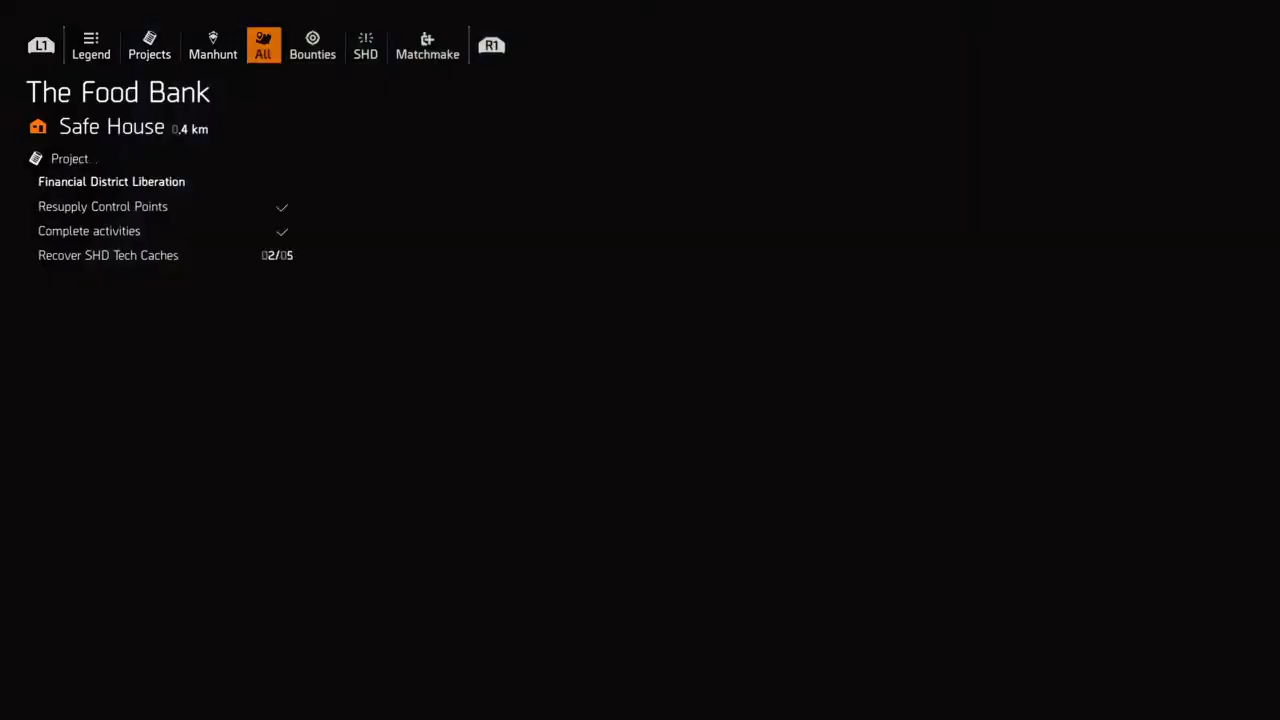 L1 Legend Projects Manhunt All Bounties SHD Matchmake R1
The Food Bank
Safe House 0.4 km
Project..
Financial District Liberation
Resupply Control Points
Complete activities
Recover SHD Tech Caches 02/05